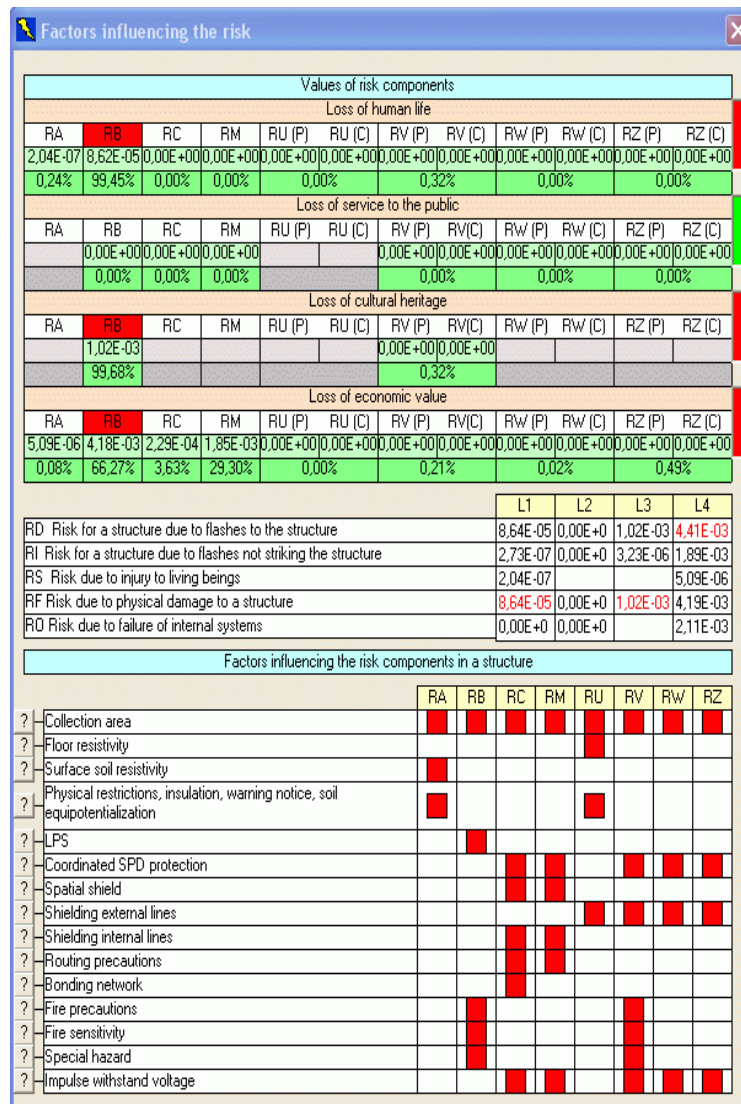 Factors influencing the risk
Values of risk components
Loss of human life
RA RB RC RM RU (P) RU (C) RV (P) RV (C) RW (P) RW (C) RZ (P) RZ (C)
2,04E-07 8,62E-05 0,00E+00 0,00E+00 0,00E+00 0,00E+00 0,00E+00 0,00E+00 0,00E+00 0,00E+00 0,00E+00 0,00E+00
0,24% 99,45% 0,00% 0,00% 0,00% 0,32% 0,00% 0,00%
Loss of service to the public
RA RB RC RM RU (P) RU (C) RV (P) RV(C) RW (P) RW (C) RZ (P) RZ (C)
0,00E+00 0,00E+00 0,00E+00 0,00E+00 0,00E+00 0,00E+00 0,00E+00 0,00E+00 0,00E+00
0,00% 0,00% 0,00% 0,00% 0,00% 0,00%
Loss of cultural heritage
RA RB RC RM RU (P) RU (C) RV (P) RV(C) RW (P) RW (C) RZ (P) RZ (C)
1,02E-03 0,00E+00 0,00E+00
99,68% 0,32%
Loss of economic value
RA RB RC RM RU (P) RU (C) RV (P) RV(C) RW (P) RW (C) RZ (P) RZ (C)
5,09E-06 4,18E-03 2,29E-04 1,85E-03 0,00E+00 0,00E+00 0,00E+00 0,00E+00 0,00E+00 0,00E+00 0,00E+00 0,00E+00
0,08% 66,27% 3,63% 29,30% 0,00% 0,21% 0,02% 0,49%
L1 L2 L3 L4
RD Risk for a structure due to flashes to the structure 8,64E-05 0,00E+0 1,02E-03 4,41E-03
RI Risk for a structure due to flashes not striking the structure 2,73E-07 0,00E+0 3,23E-06 1,89E-03
RS Risk due to injury to living beings 2,04E-07 5,09E-06
RF Risk due to physical damage to a structure 8,64E-05 0,00E+0 1,02E-03 4,19E-03
RO Risk due to failure of internal systems 0,00E+0 0,00E+0 2,11E-03
Factors influencing the risk components in a structure
RA RB RC RM RU RV RW RZ
? Collection area
? Floor resistivity
? Surface soil resistivity
? Physical restrictions, insulation, warning notice, soil
equipotentialization
? LPS
? Coordinated SPD protection
? Spatial shield
? Shielding external lines
? Shielding internal lines
? Routing precautions
? Bonding network
? Fire precautions
? Fire sensitivity
? Special hazard
? Impulse withstand voltage